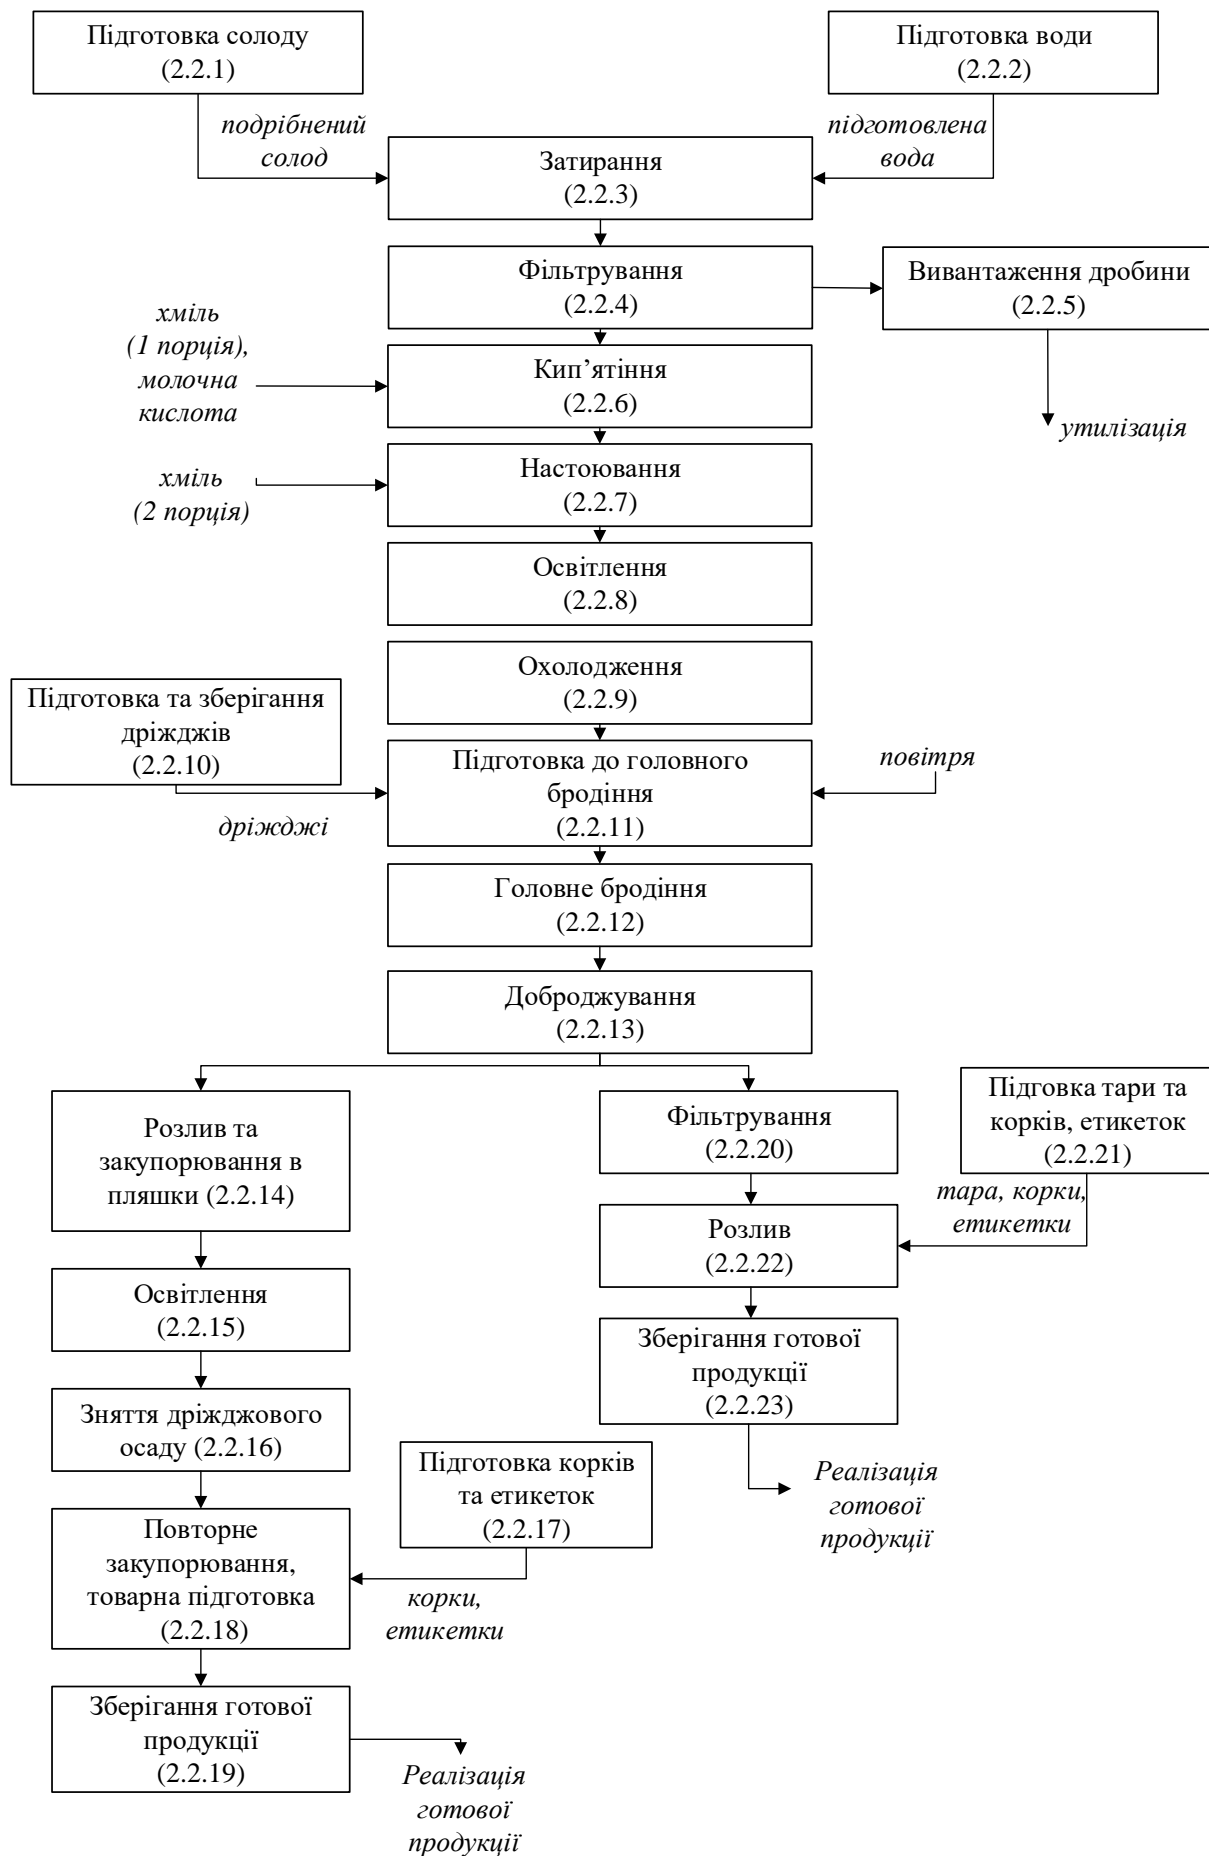 Підготовка солоду
(2.2.1)
Підготовка води
(2.2.2)
подрібнений
солод
підготовлена
вода
Затирання
(2.2.3)
Фільтрування
(2.2.4)
Вивантаження дробини
(2.2.5)
хміль
(1 порція),
молочна
кислота
Кип’ятіння
(2.2.6)
утилізація
хміль
(2 порція)
Настоювання
(2.2.7)
Освітлення
(2.2.8)
Охолодження
(2.2.9)
Підготовка та зберігання
дріжджів
(2.2.10)
дріжджі
Підготовка до головного
бродіння
(2.2.11)
повітря
Головне бродіння
(2.2.12)
Доброджування
(2.2.13)
Розлив та
закупорювання в
пляшки (2.2.14)
Фільтрування
(2.2.20)
Підговка тари та
корків, етикеток
(2.2.21)
тара, корки,
етикетки
Розлив
(2.2.22)
Освітлення
(2.2.15)
Зберігання готової
продукції
(2.2.23)
Зняття дріжджового
осаду (2.2.16)
Підготовка корків
та етикеток
(2.2.17)
Реалізація
готової
продукції
Повторне
закупорювання,
товарна підготовка
(2.2.18)
корки,
етикетки
Зберігання готової
продукції
(2.2.19)
Реалізація
готової
продукції